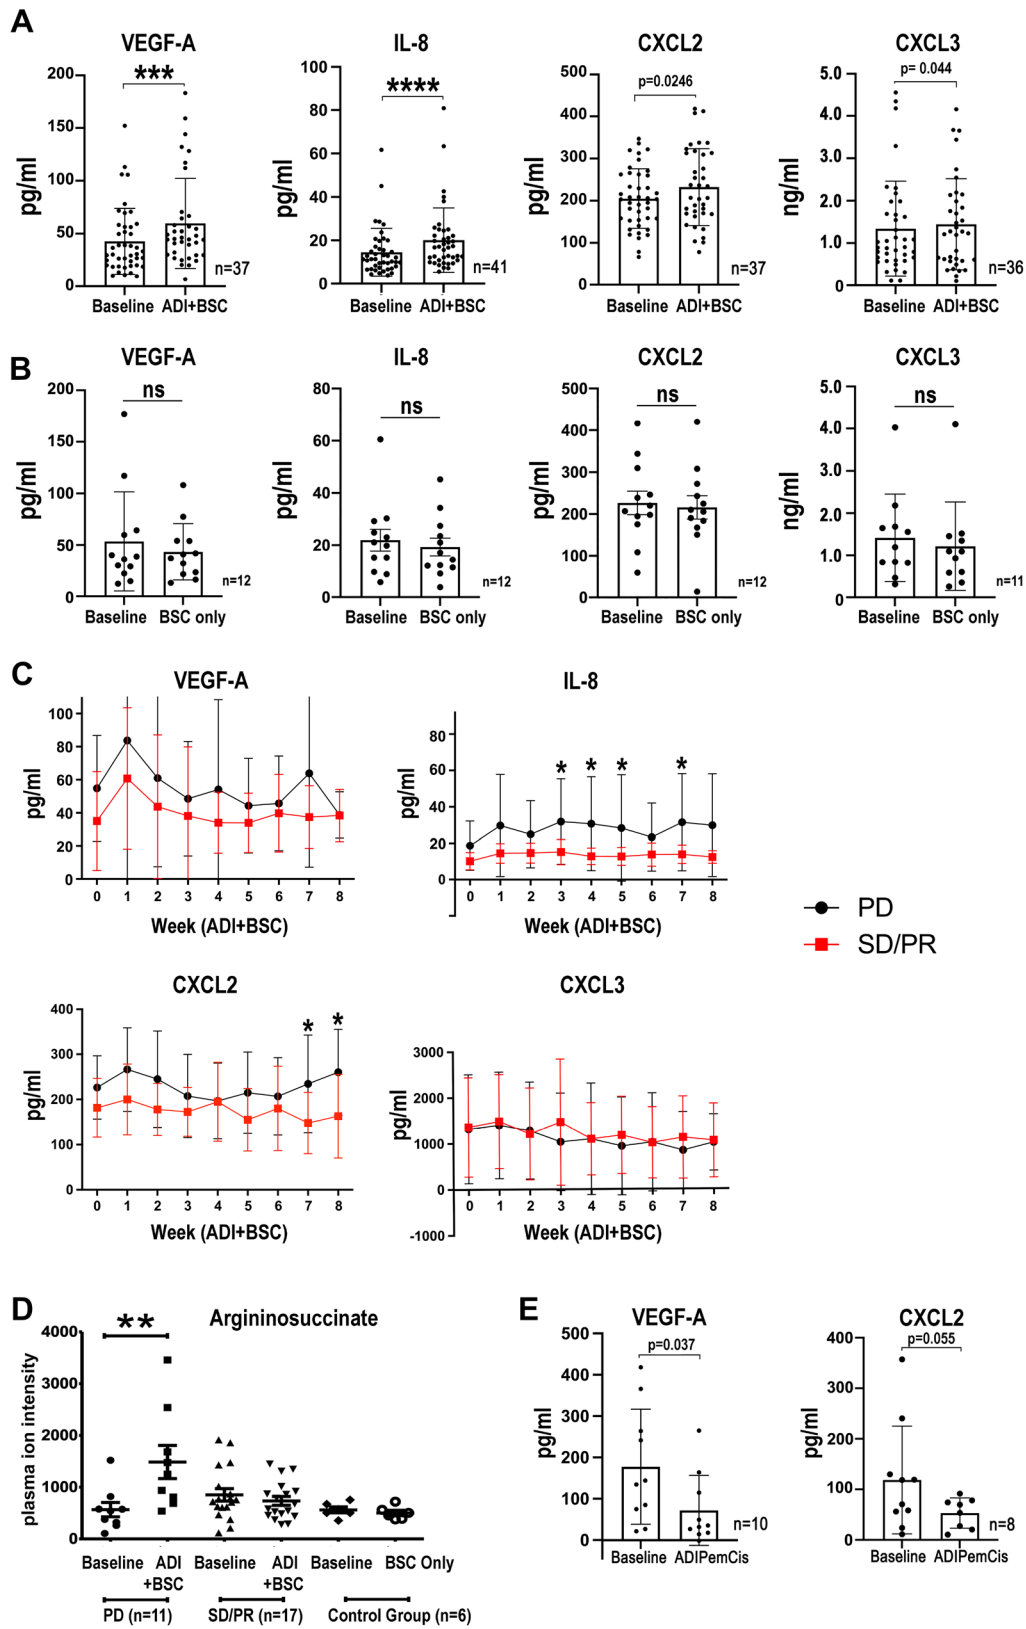 A
VEGF-A
IL-8
CXCL2
CXCL3
200
150
100
50
0
pg/ml
***
n=37
Baseline ADI+BSC
100
80
60
40
20
0
pg/ml
****
n=41
Baseline ADI+BSC
500
400
300
200
100
0
pg/ml
p=0.0246
n=37
Baseline ADI+BSC
5.0
4.0
3.0
2.0
1.0
0
ng/ml
p= 0.044
n=36
Baseline ADI+BSC
B
VEGF-A
IL-8
CXCL2
CXCL3
200
150
100
50
0
pg/ml
ns
n=12
Baseline BSC only
80
60
40
20
0
pg/ml
ns
n=12
Baseline BSC only
500
400
300
200
100
0
pg/ml
ns
n=12
Baseline BSC only
5.0
4.0
3.0
2.0
1.0
0
ng/ml
ns
n=11
Baseline BSC only
C
VEGF-A
100
80
60
40
20
0
pg/ml
0 1 2 3 4 5 6 7 8
Week (ADI+BSC)
IL-8
80
60
40
20
0
pg/ml
* * * *
0 1 2 3 4 5 6 7 8
Week (ADI+BSC)
PD
SD/PR
CXCL2
400
300
200
100
0
pg/ml
* *
0 1 2 3 4 5 6 7 8
Week (ADI+BSC)
CXCL3
3000
2000
1000
0
-1000
pg/ml
0 1 2 3 4 5 6 7 8
Week (ADI+BSC)
D
Argininosuccinate
**
4000
3000
2000
1000
0
plasma ion intensity
Baseline ADI +BSC Baseline ADI +BSC Baseline BSC Only
PD (n=11) SD/PR (n=17) Control Group (n=6)
E
VEGF-A
p=0.037
500
400
300
200
100
0
pg/ml
n=10
Baseline ADIPemCis
CXCL2
p=0.055
400
300
200
100
0
pg/ml
n=8
Baseline ADIPemCis